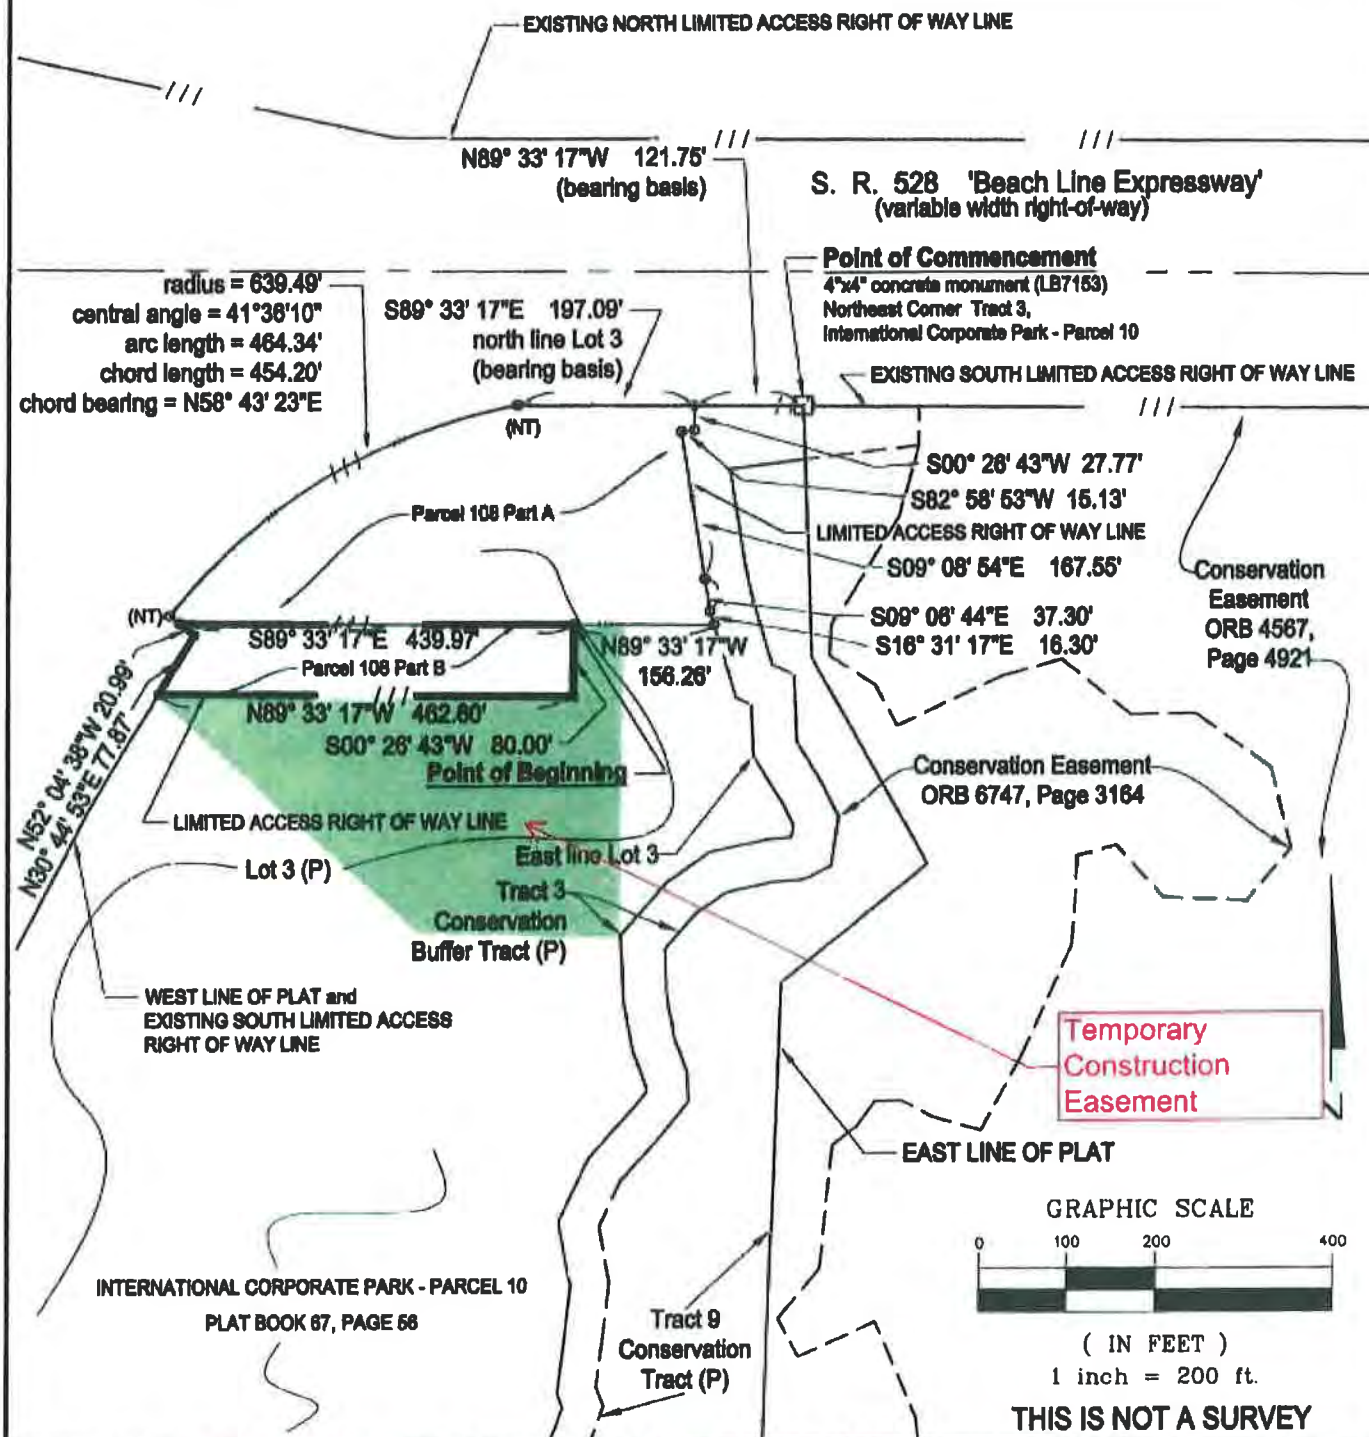 EXISTING NORTH LIMITED ACCESS RIGHT OF WAY LINE
N89° 33' 17"W 121.75'
(bearing basis)
S. R. 528 'Beach Line Expressway'
(variable width right-of-way)
Point of Commencement
4"x4" concrete monument (LB7153)
Northeast Corner Tract 3,
International Corporate Park - Parcel 10
radius = 639.49'
central angle = 41°36'10"
arc length = 464.34'
chord length = 454.20'
chord bearing = N58° 43' 23"E
S89° 33' 17"E 197.09'
north line Lot 3
(bearing basis)
EXISTING SOUTH LIMITED ACCESS RIGHT OF WAY LINE
(NT)
S00° 26' 43"W 27.77'
S82° 58' 53"W 15.13'
Parcel 108 Part A
LIMITED ACCESS RIGHT OF WAY LINE
S09° 08' 54"E 167.55'
Conservation
Easement
ORB 4567,
Page 4921
(NT)
S09° 06' 44"E 37.30'
S16° 31' 17"E 16.30'
S89° 33' 17"E 439.97'
N89° 33' 17"W
156.26'
Parcel 108 Part B
N52° 04' 38"W 20.99'
N30° 44' 53"E 77.87'
N89° 33' 17"W 462.60'
S00° 26' 43"W 80.00'
Point of Beginning
Conservation Easement
ORB 6747, Page 3164
LIMITED ACCESS RIGHT OF WAY LINE
East line Lot 3
Lot 3 (P)
Tract 3
Conservation
Buffer Tract (P)
WEST LINE OF PLAT and
EXISTING SOUTH LIMITED ACCESS
RIGHT OF WAY LINE
Temporary
Construction
Easement
N
EAST LINE OF PLAT
GRAPHIC SCALE
0 100 200 400
( IN FEET )
1 inch = 200 ft.
INTERNATIONAL CORPORATE PARK - PARCEL 10
PLAT BOOK 67, PAGE 56
Tract 9
Conservation
Tract (P)
THIS IS NOT A SURVEY